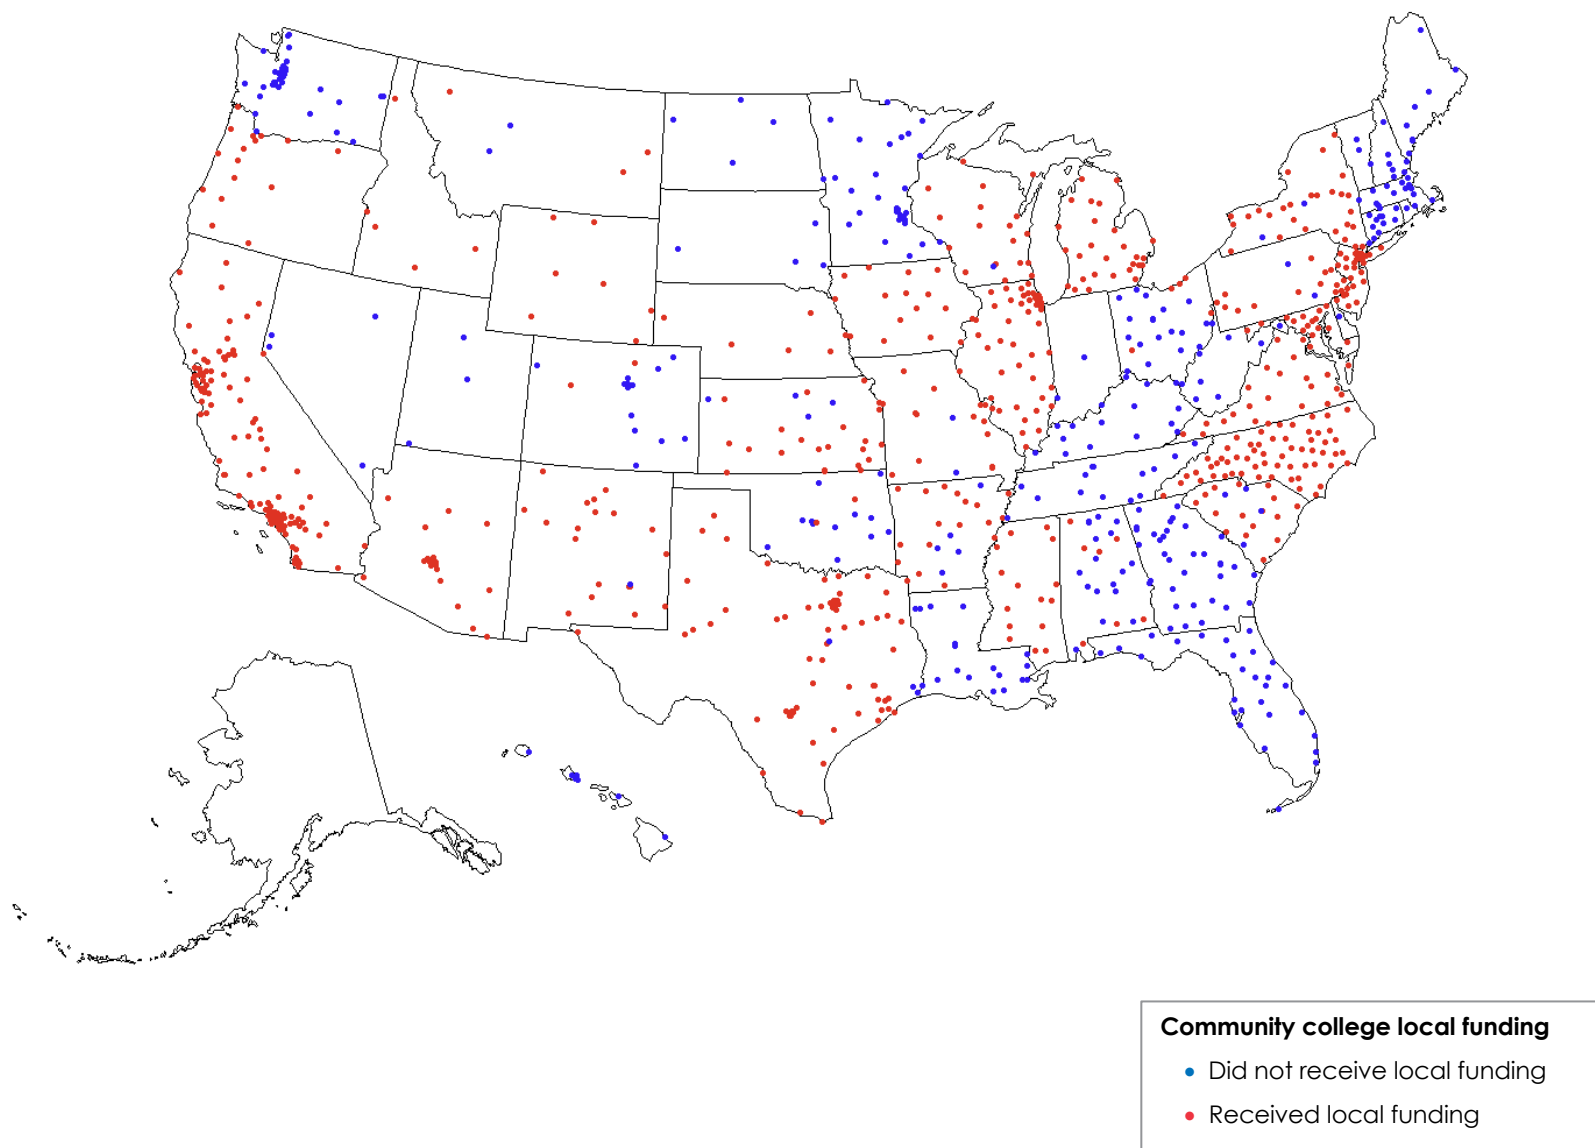 Community college local funding
Did not receive local funding
Received local funding